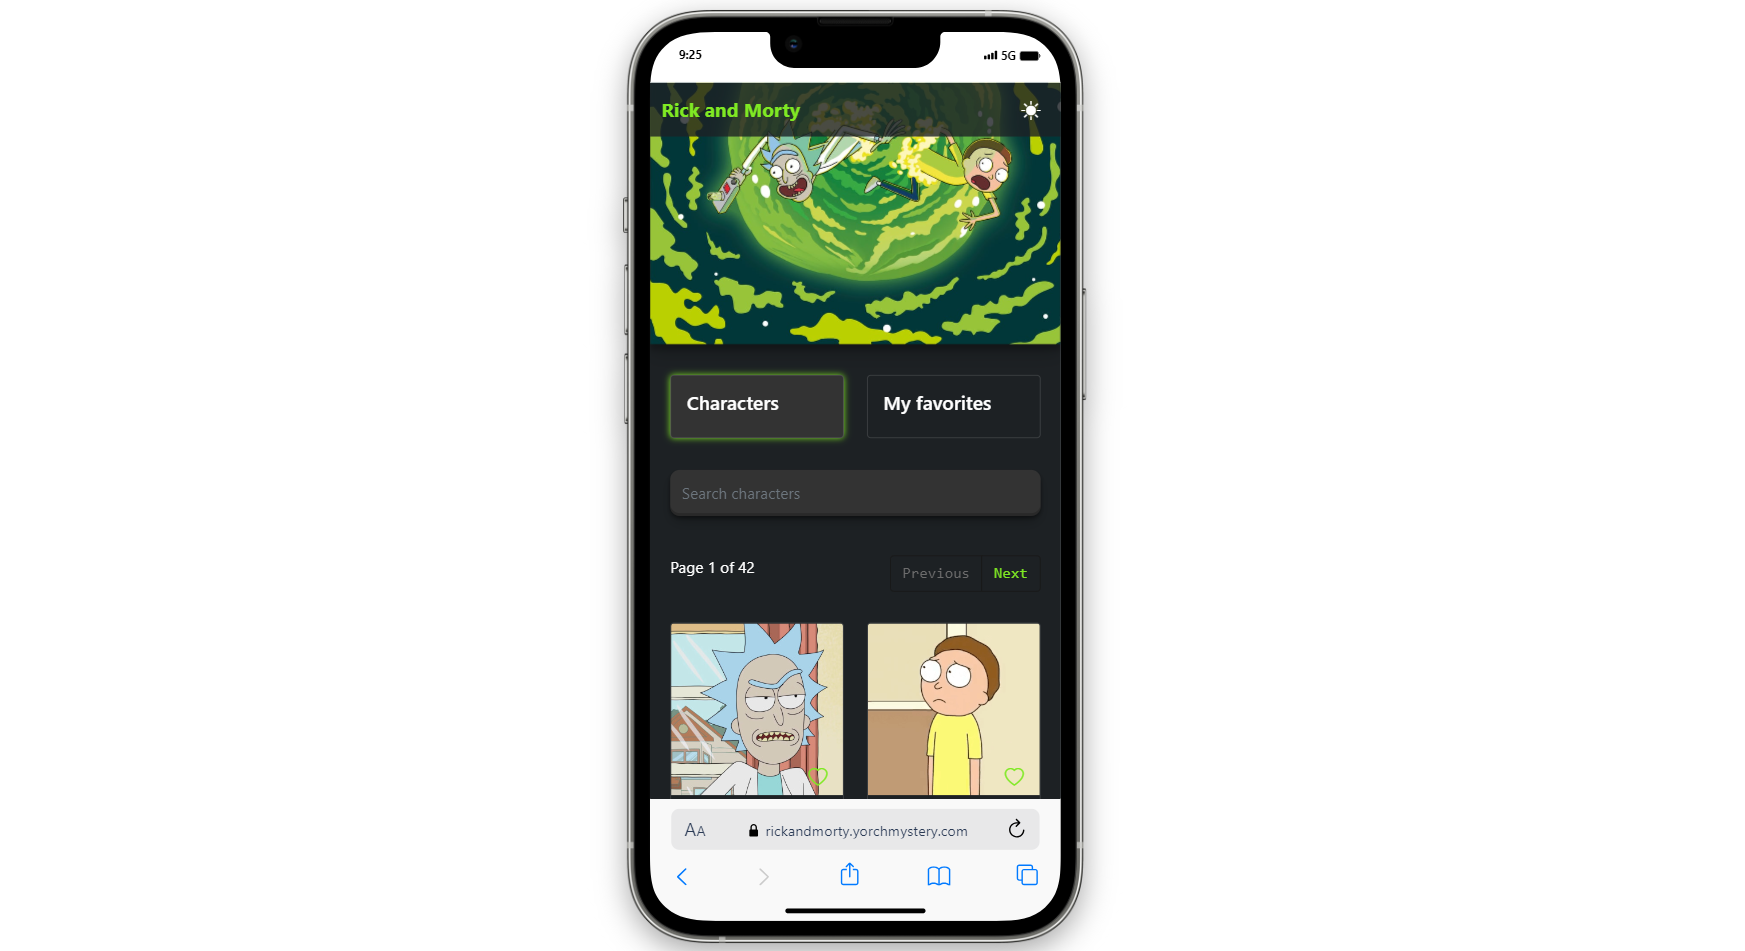 9:25
5G
Rick and Morty
Characters
My favorites
Search characters
Page 1 of 42
Previous
Next
AA
rickandmorty.yorchmystery.com